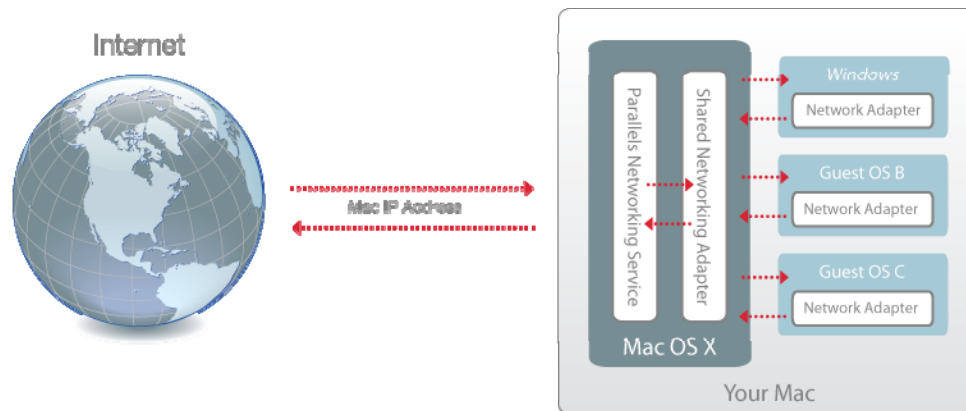 Internet
Mac IP Address
Parallels Networking Service
Shared Networking Adapter
Mac OS X
Windows
Network Adapter
Guest OS B
Network Adapter
Guest OS C
Network Adapter
Your Mac